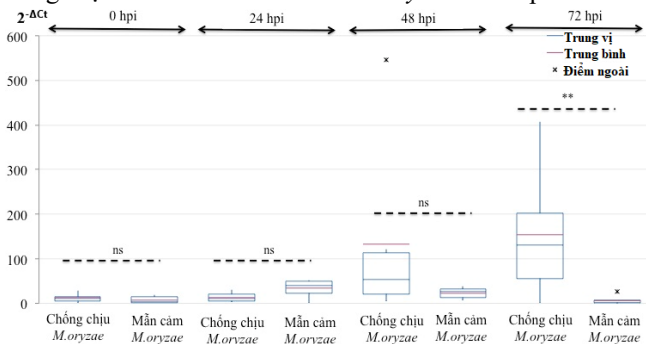 2-ΔCt
0 hpi 24 hpi 48 hpi 72 hpi
600
500
400
300
200
100
0
Trung vị
Trung bình
Điểm ngoài
**
ns
ns
ns
Chống chịu Mẫn cảm Chống chịu Mẫn cảm Chống chịu Mẫn cảm Chống chịu Mẫn cảm
M.oryzae M.oryzae M.oryzae M.oryzae M.oryzae M.oryzae M.oryzae M.oryzae